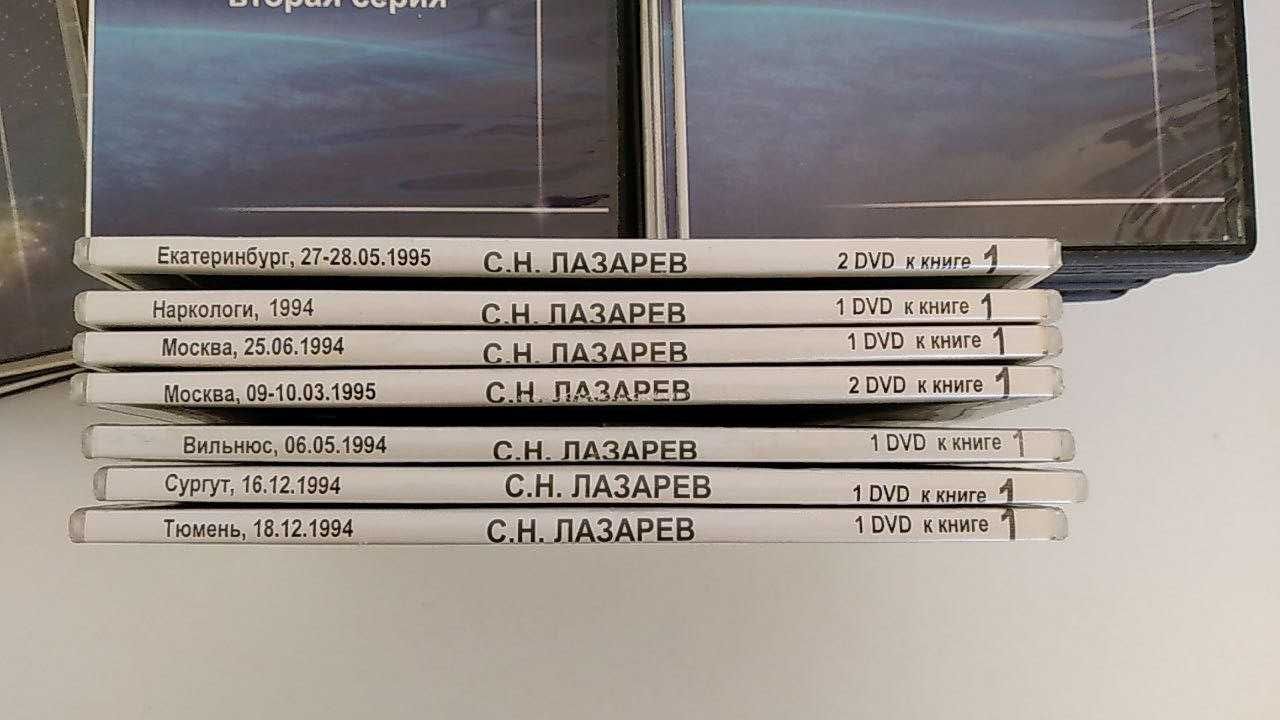 вторая серия
Екатеринбург, 27-28.05.1995 С.Н. ЛАЗАРЕВ 2 DVD к книге 1
Наркологи, 1994 С.Н. ЛАЗАРЕВ 1 DVD к книге 1
Москва, 25.06.1994 С.Н. ЛАЗАРЕВ 1 DVD к книге 1
Москва, 09-10.03.1995 С.Н. ЛАЗАРЕВ 2 DVD к книге 1
Вильнюс, 06.05.1994 С.Н. ЛАЗАРЕВ 1 DVD к книге 1
Сургут, 16.12.1994 С.Н. ЛАЗАРЕВ 1 DVD к книге 1
Тюмень, 18.12.1994 С.Н. ЛАЗАРЕВ 1 DVD к книге 1